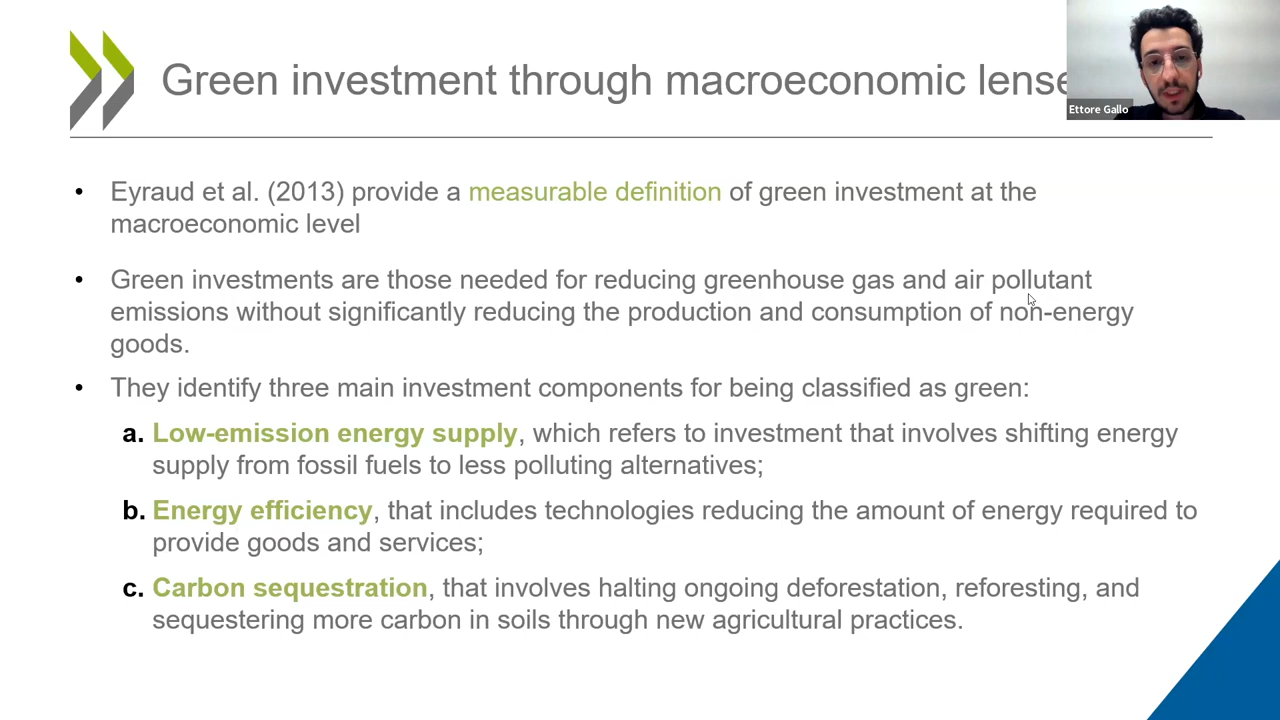 Green investment through macroeconomic lense
Ettore Gallo
• Eyraud et al. (2013) provide a measurable definition of green investment at the
macroeconomic level
• Green investments are those needed for reducing greenhouse gas and air pollutant
emissions without significantly reducing the production and consumption of non-energy
goods.
• They identify three main investment components for being classified as green:
a. Low-emission energy supply, which refers to investment that involves shifting energy
supply from fossil fuels to less polluting alternatives;
b. Energy efficiency, that includes technologies reducing the amount of energy required to
provide goods and services;
c. Carbon sequestration, that involves halting ongoing deforestation, reforesting, and
sequestering more carbon in soils through new agricultural practices.